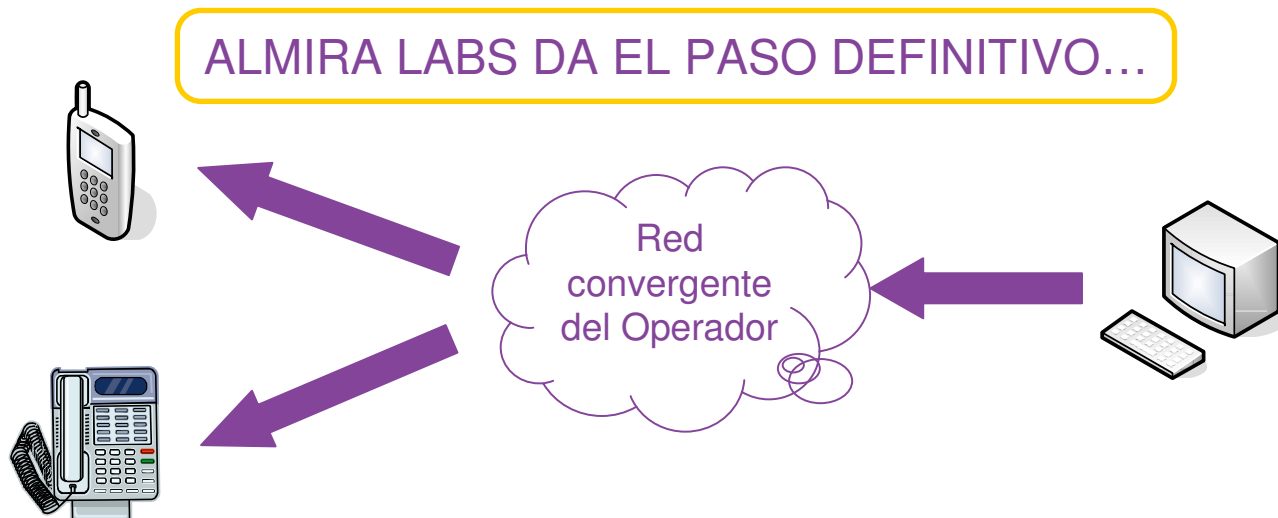 ALMIRA LABS DA EL PASO DEFINITIVO…
Red
convergente
del Operador